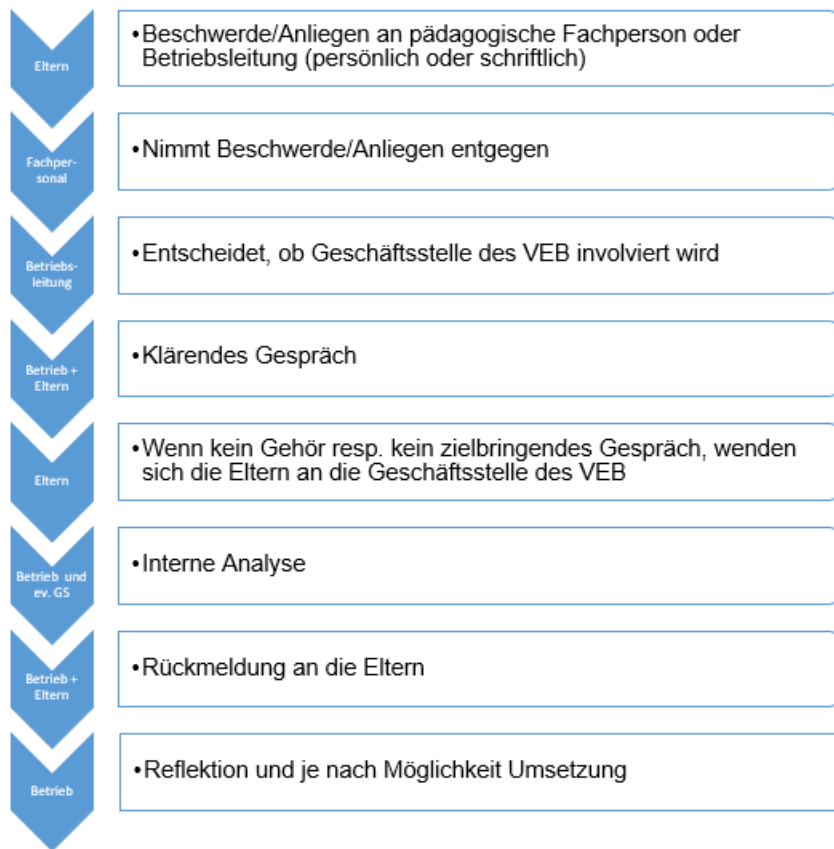 Eltern
•Beschwerde/Anliegen an pädagogische Fachperson oder
Betriebsleitung (persönlich oder schriftlich)
Fachper-
sonal
•Nimmt Beschwerde/Anliegen entgegen
Betriebs-
leitung
•Entscheidet, ob Geschäftsstelle des VEB involviert wird
Betrieb +
Eltern
•Klärendes Gespräch
Eltern
•Wenn kein Gehör resp. kein zielbringendes Gespräch, wenden
sich die Eltern an die Geschäftsstelle des VEB
Betrieb und
ev. GS
•Interne Analyse
Betrieb +
Eltern
•Rückmeldung an die Eltern
Betrieb
•Reflektion und je nach Möglichkeit Umsetzung